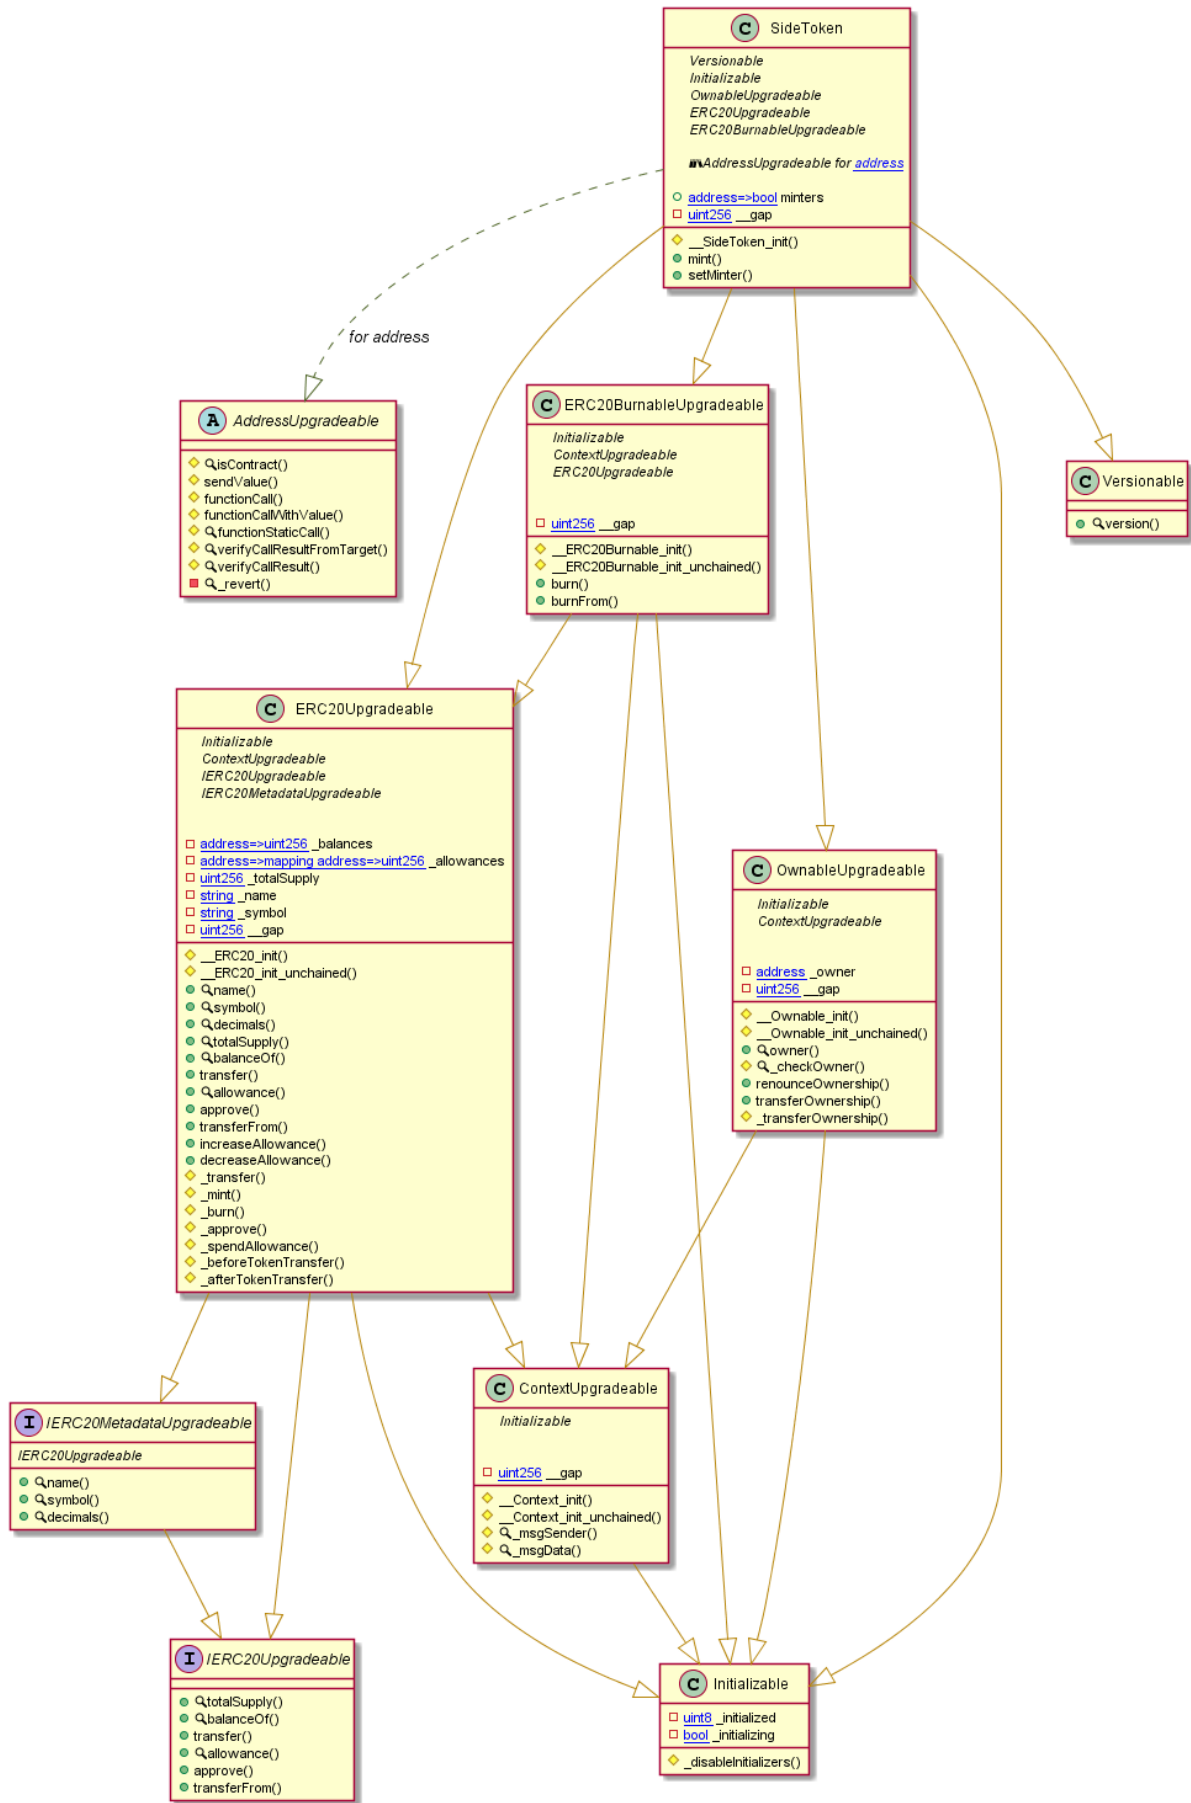 C SideToken
Versionable
Initializable
OwnableUpgradeable
ERC20Upgradeable
ERC20BurnableUpgradeable
AddressUpgradeable for address
address=>bool minters
uint256 __gap
__SideToken_init()
mint()
setMinter()
for address
A AddressUpgradeable
isContract()
sendValue()
functionCall()
functionCallWithValue()
functionStaticCall()
verifyCallResultFromTarget()
verifyCallResult()
_revert()
C ERC20BurnableUpgradeable
Initializable
ContextUpgradeable
ERC20Upgradeable
uint256 __gap
__ERC20Burnable_init()
__ERC20Burnable_init_unchained()
burn()
burnFrom()
C Versionable
version()
C ERC20Upgradeable
Initializable
ContextUpgradeable
IERC20Upgradeable
IERC20MetadataUpgradeable
address=>uint256 _balances
address=>mapping address=>uint256 _allowances
uint256 _totalSupply
string _name
string _symbol
uint256 __gap
__ERC20_init()
__ERC20_init_unchained()
name()
symbol()
decimals()
totalSupply()
balanceOf()
transfer()
allowance()
approve()
transferFrom()
increaseAllowance()
decreaseAllowance()
_transfer()
_mint()
_burn()
_approve()
_spendAllowance()
_beforeTokenTransfer()
_afterTokenTransfer()
C OwnableUpgradeable
Initializable
ContextUpgradeable
address _owner
uint256 __gap
__Ownable_init()
__Ownable_init_unchained()
owner()
_checkOwner()
renounceOwnership()
transferOwnership()
_transferOwnership()
I IERC20MetadataUpgradeable
IERC20Upgradeable
name()
symbol()
decimals()
C ContextUpgradeable
Initializable
uint256 __gap
__Context_init()
__Context_init_unchained()
_msgSender()
_msgData()
I IERC20Upgradeable
totalSupply()
balanceOf()
transfer()
allowance()
approve()
transferFrom()
C Initializable
uint8 _initialized
bool _initializing
_disableInitializers()